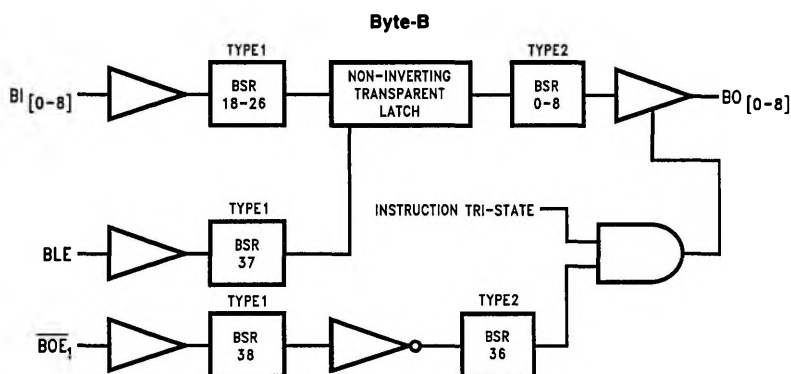 Byte-B
TYPE1
TYPE2
BI[0-8]
BSR
18-26
NON-INVERTING
TRANSPARENT
LATCH
BSR
0-8
BO[0-8]
TYPE1
INSTRUCTION TRI-STATE
BLE
BSR
37
TYPE1
TYPE2
B̅O̅E̅₁
BSR
38
BSR
36